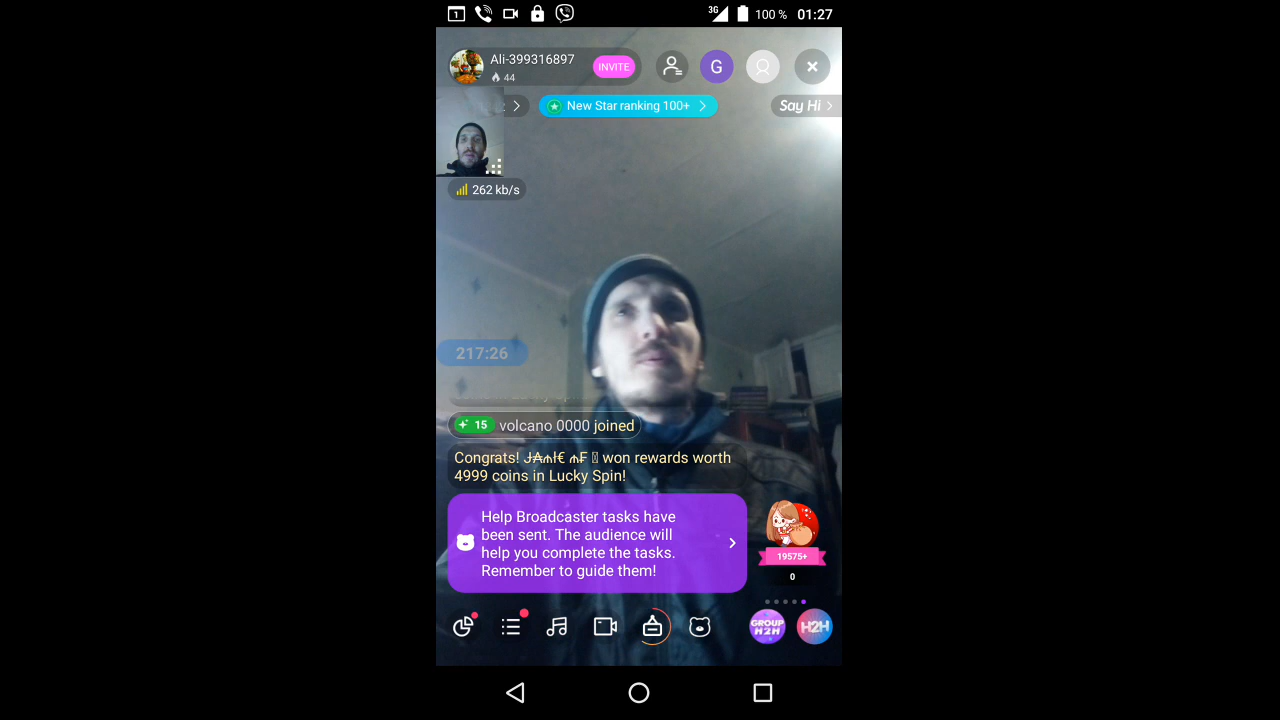 1
3G
100 %
01:27
Ali-399316897
44
INVITE
G
New Star ranking 100+
Say Hi
262 kb/s
217:26
15 volcano 0000 joined
Congrats! won rewards worth
4999 coins in Lucky Spin!
Help Broadcaster tasks have
been sent. The audience will
help you complete the tasks.
Remember to guide them!
19575+
0
GROUP
H2H
H2H